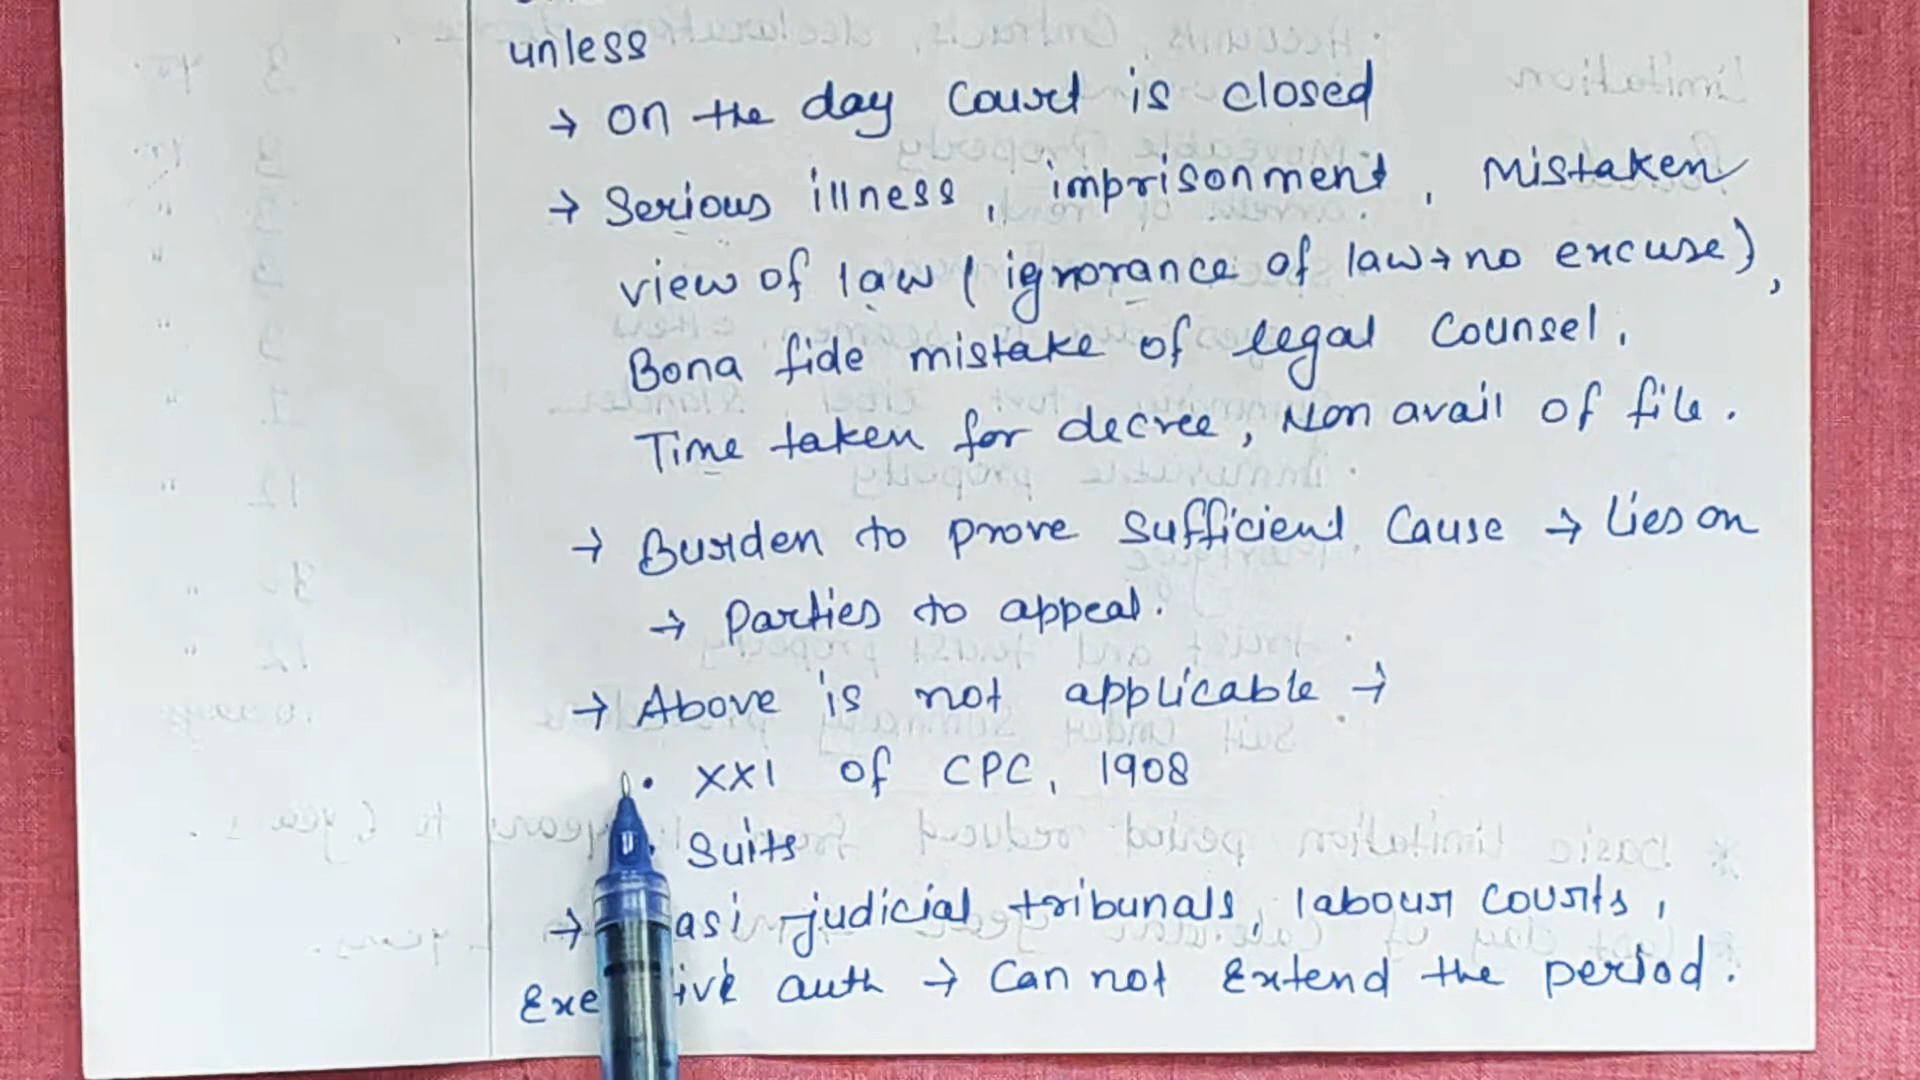 unless
→ On the day Court is closed
→ Serious illness, imprisonment, Mistaken
view of law (ignorance of law → no excuse),
Bona fide mistake of legal Counsel,
Time taken for decree, Non avail of file.
→ Burden to prove Sufficient Cause → Lies on
→ Parties to appeal.
→ Above is not applicable →
• XXI of CPC, 1908
• Suits
→ asi judicial tribunals, labour courts,
auth → Can not Extend the period.